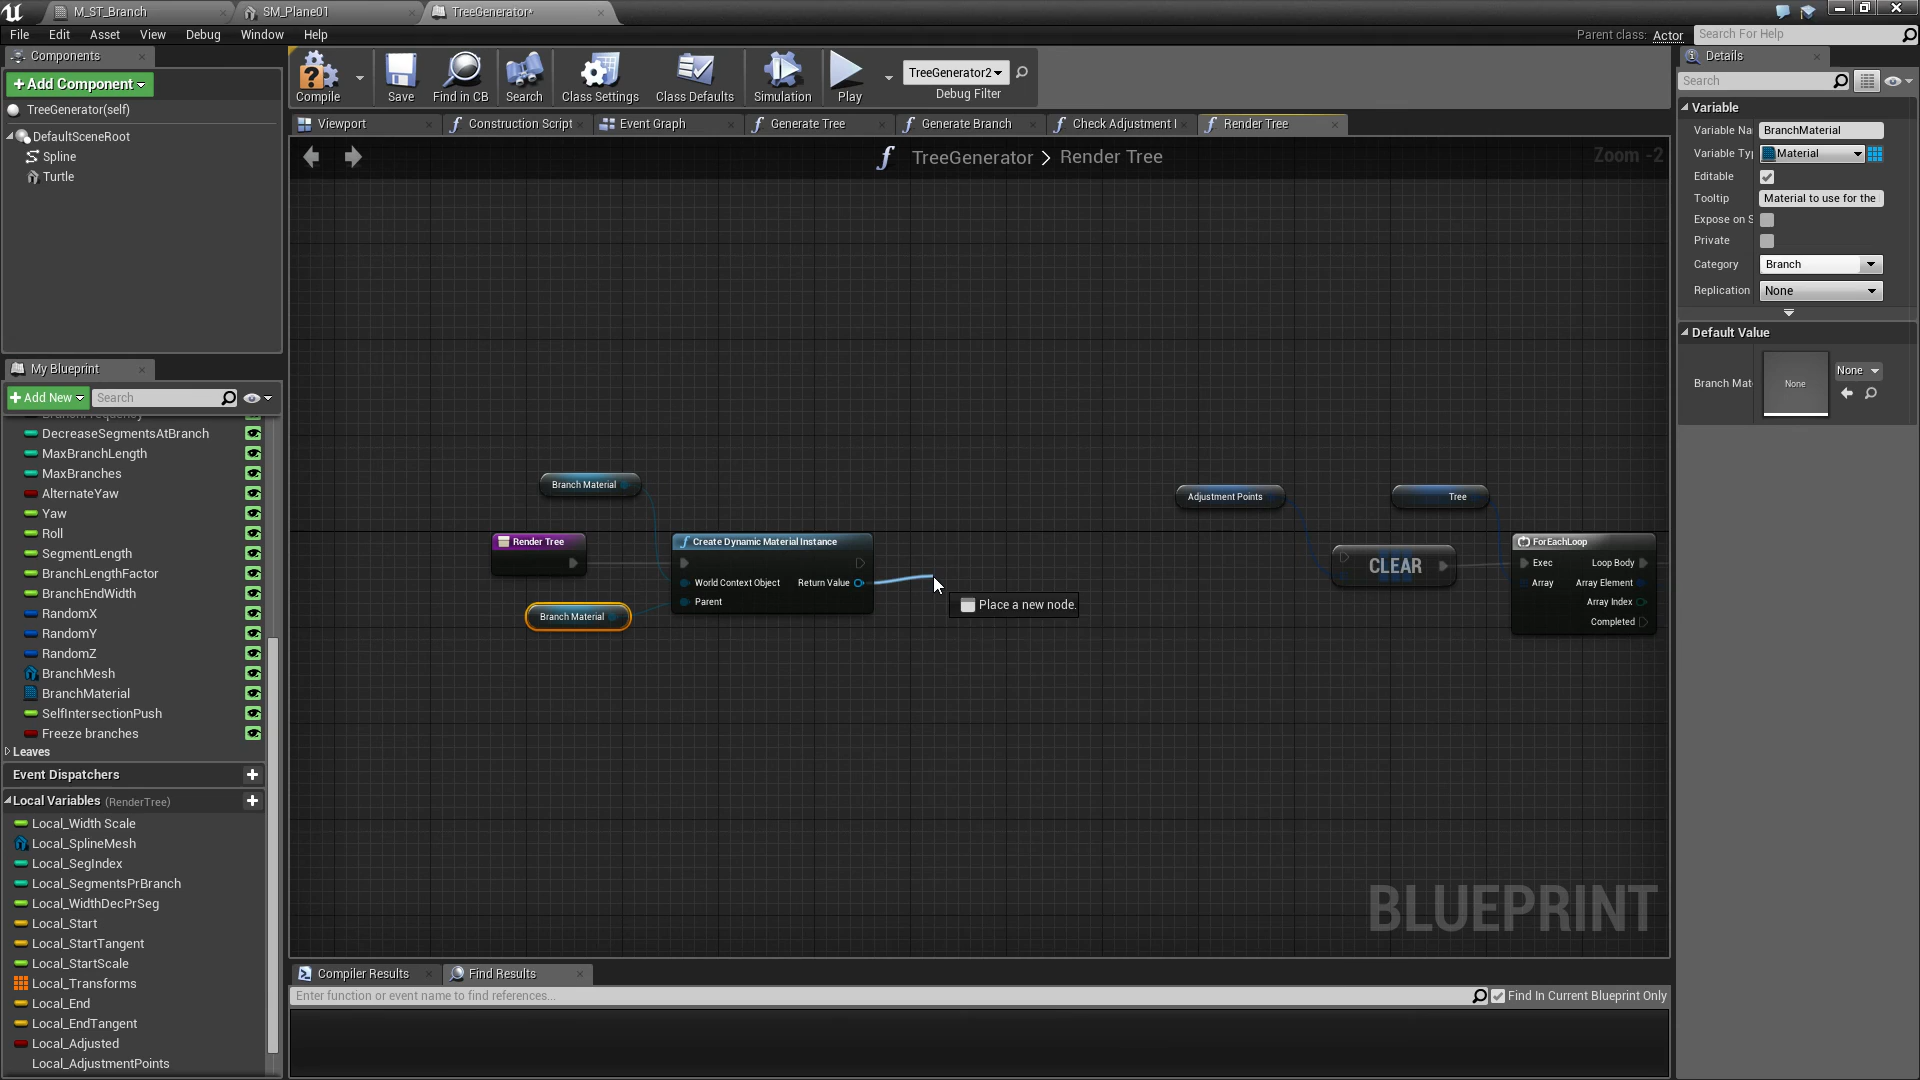 M_ST_Branch
SM_Plane01
TreeGenerator*
File Edit Asset View Debug Window Help
Parent class: Actor
Search For Help
Components
+Add Component
TreeGenerator(self)
DefaultSceneRoot
Spline
Turtle
Compile
Save
Find in CB
Search
Class Settings
Class Defaults
Simulation
Play
TreeGenerator2
Debug Filter
Viewport
Construction Script
Event Graph
Generate Tree
Generate Branch
Check Adjustment I
Render Tree
TreeGenerator > Render Tree
Zoom -2
My Blueprint
+Add New
Search
BranchFrequency
DecreaseSegmentsAtBranch
MaxBranchLength
MaxBranches
AlternateYaw
Yaw
Roll
SegmentLength
BranchLengthFactor
BranchEndWidth
RandomX
RandomY
RandomZ
BranchMesh
BranchMaterial
SelfIntersectionPush
Freeze branches
Leaves
Event Dispatchers
Local Variables (RenderTree)
Local_Width Scale
Local_SplineMesh
Local_SegIndex
Local_SegmentsPrBranch
Local_WidthDecPrSeg
Local_Start
Local_StartTangent
Local_StartScale
Local_Transforms
Local_End
Local_EndTangent
Local_Adjusted
Local_AdjustmentPoints
Branch Material
Render Tree
Create Dynamic Material Instance
World Context Object
Return Value
Parent
Branch Material
Place a new node.
Adjustment Points
CLEAR
Tree
ForEachLoop
Exec
Loop Body
Array
Array Element
Array Index
Completed
BLUEPRINT
Compiler Results
Find Results
Enter function or event name to find references...
Find In Current Blueprint Only
Details
Search
Variable
Variable Na
BranchMaterial
Variable Typ
Material
Editable
Tooltip
Material to use for the
Expose on S
Private
Category
Branch
Replication
None
Default Value
Branch Mat
None
None